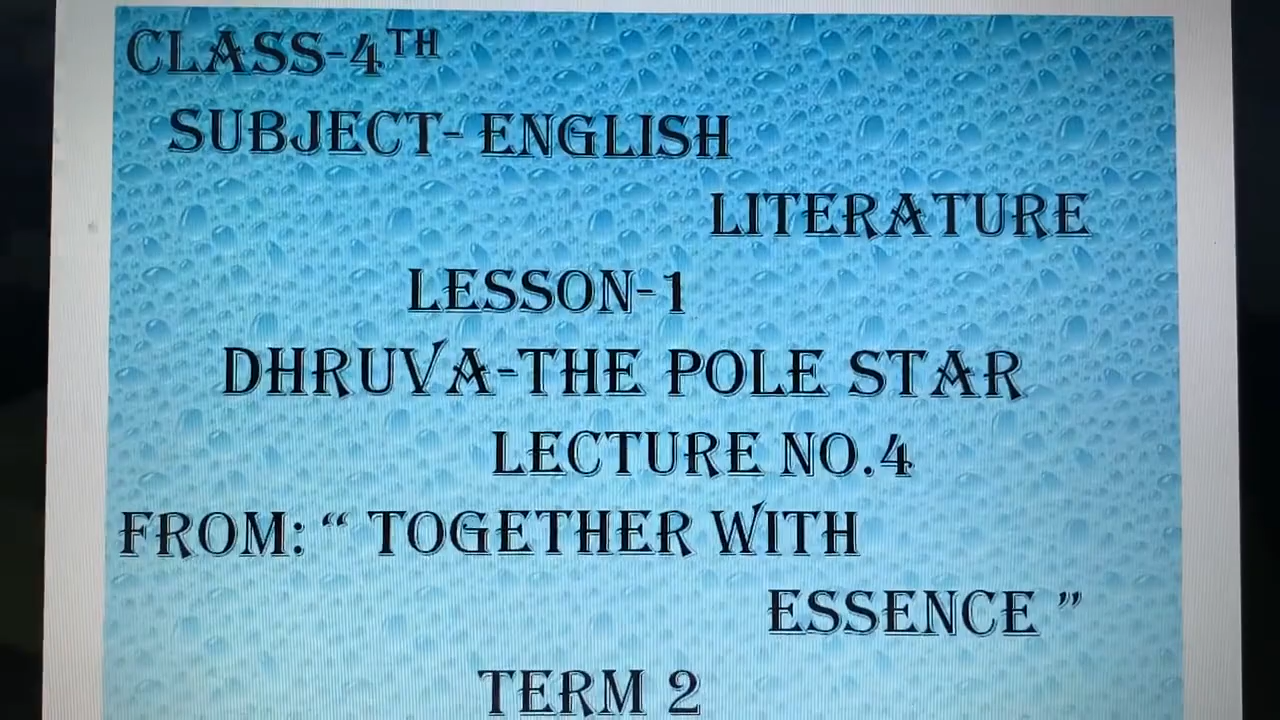 CLASS-4TH
SUBJECT- ENGLISH
LITERATURE
LESSON-1
DHRUVA-THE POLE STAR
LECTURE NO.4
FROM: “ TOGETHER WITH
ESSENCE ”
TERM 2